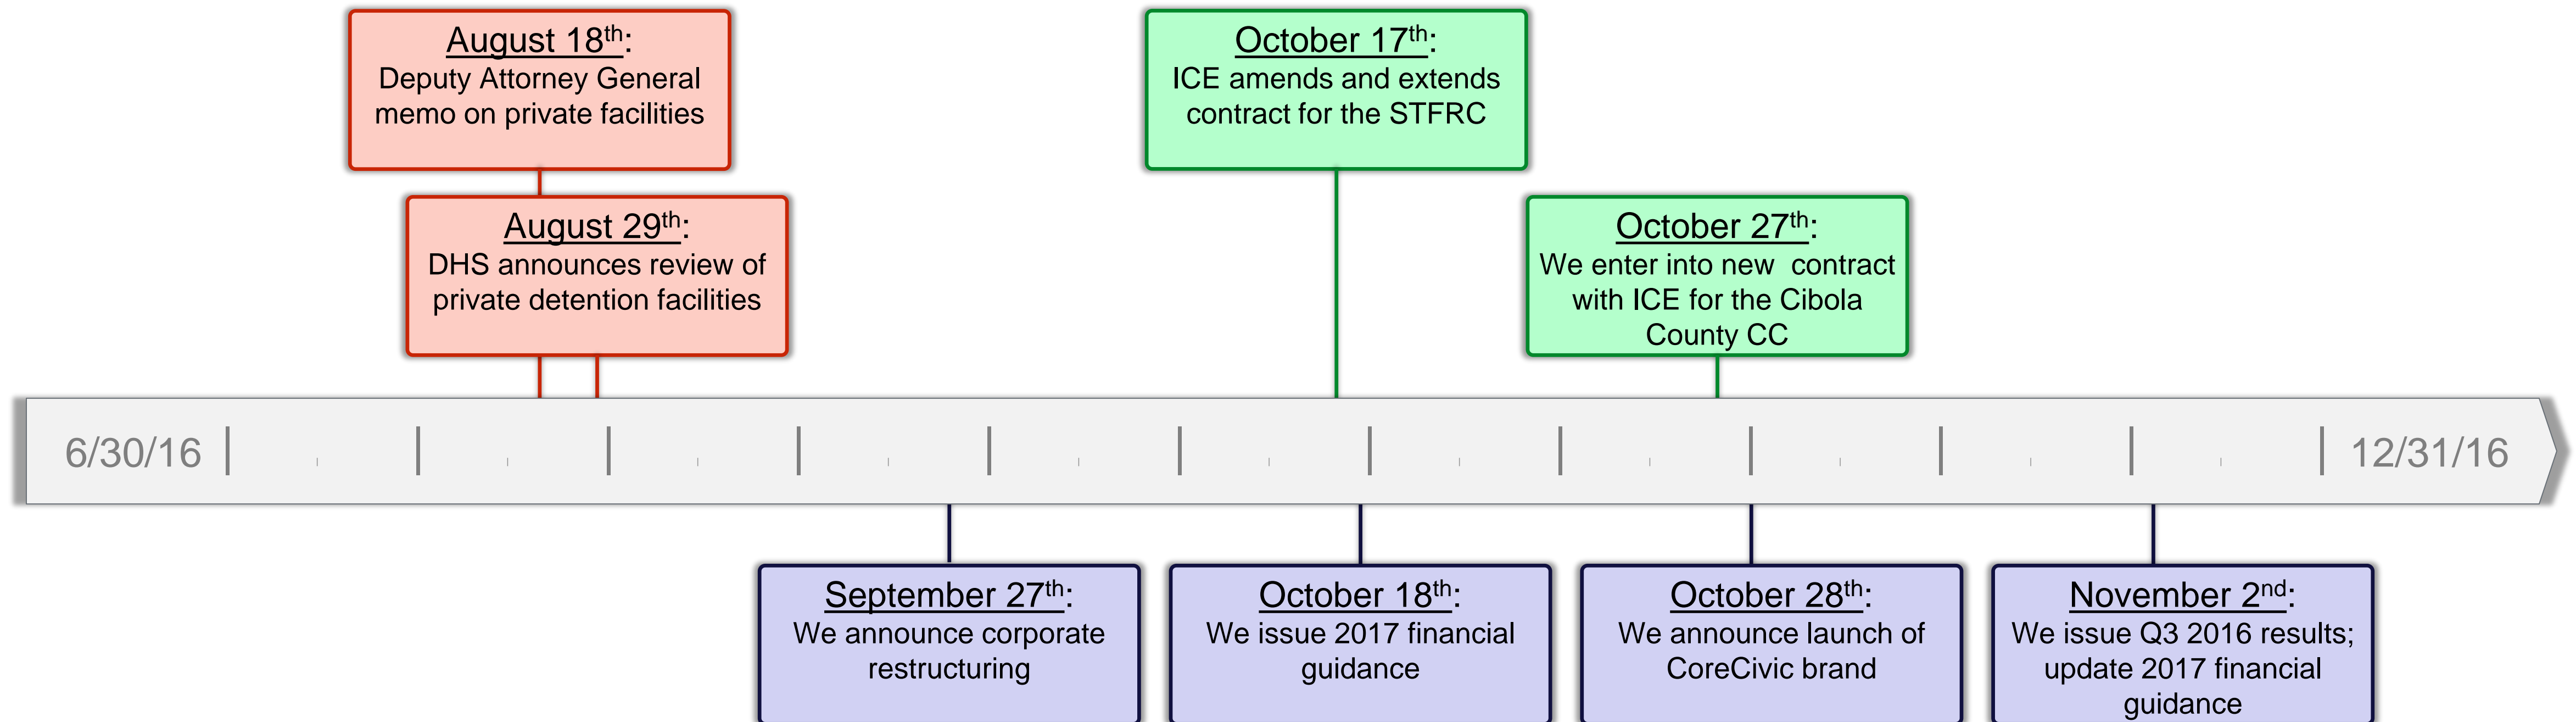 August 18th:
Deputy Attorney General
memo on private facilities
October 17th:
ICE amends and extends
contract for the STFRC
August 29th:
DHS announces review of
private detention facilities
October 27th:
We enter into new  contract
with ICE for the Cibola
County CC
6/30/16
12/31/16
September 27th:
We announce corporate
restructuring
October 18th:
We issue 2017 financial
guidance
October 28th:
We announce launch of
CoreCivic brand
November 2nd:
We issue Q3 2016 results;
update 2017 financial
guidance